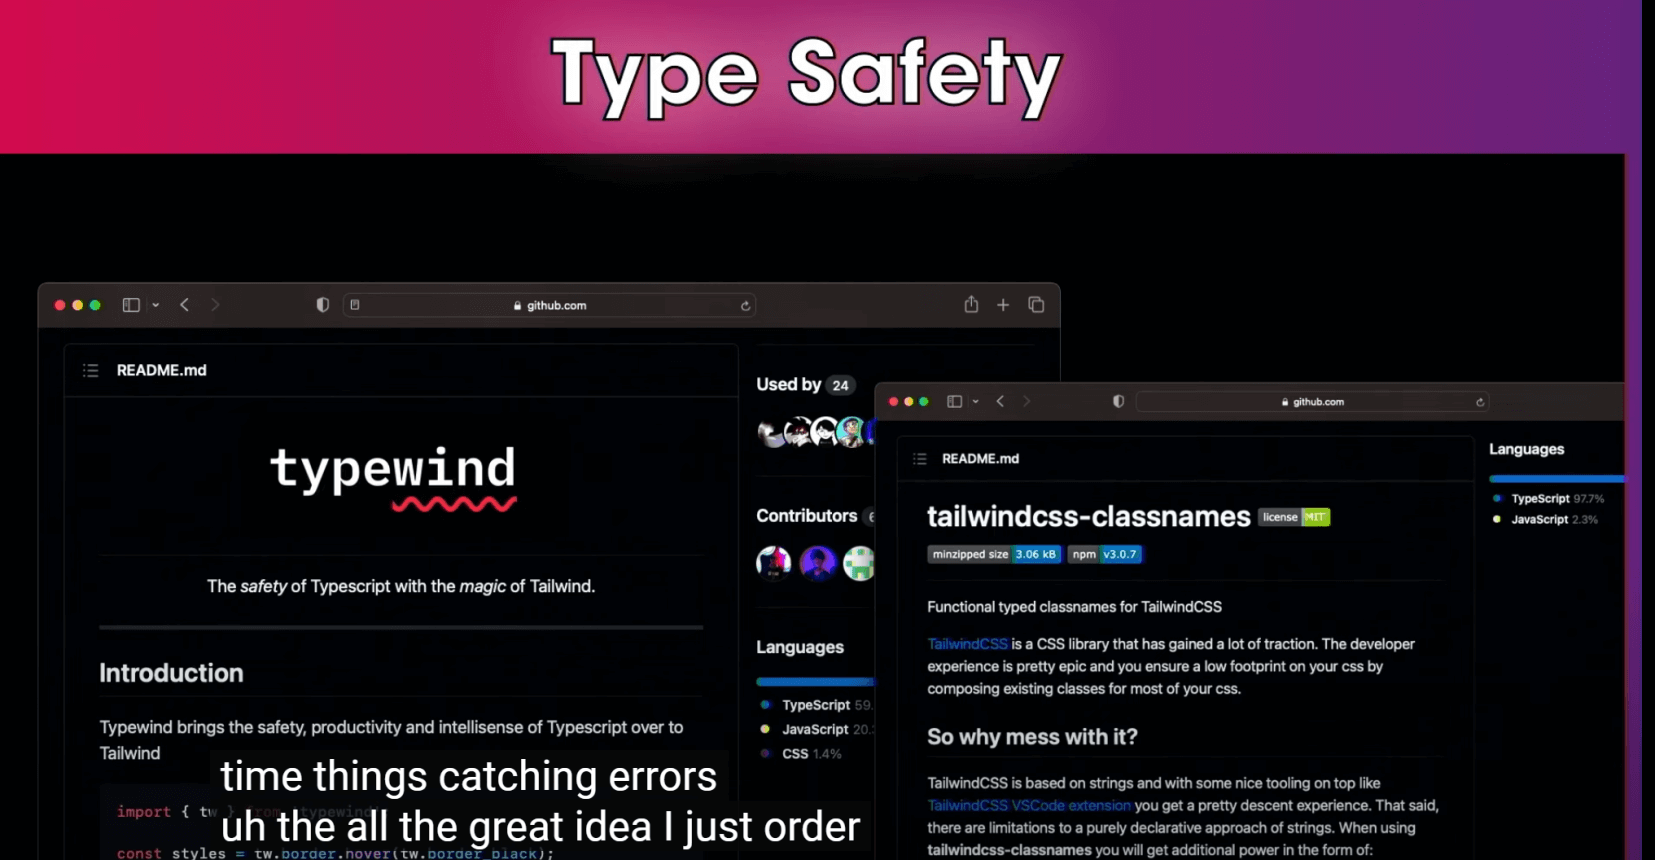 Type Safety
github.com
README.md
typewind
The safety of Typescript with the magic of Tailwind.
Introduction
Typewind brings the safety, productivity and intellisense of Typescript over to
Tailwind
import { tw } from 'typewind'
const styles = tw.border.hover(tw.border_black);
Used by 24
Contributors
Languages
TypeScript 59.
JavaScript 20.
CSS 1.4%
github.com
README.md
tailwindcss-classnames license MIT
minzipped size 3.06 kB npm v3.0.7
Functional typed classnames for TailwindCSS
TailwindCSS is a CSS library that has gained a lot of traction. The developer
experience is pretty epic and you ensure a low footprint on your css by
composing existing classes for most of your css.
So why mess with it?
TailwindCSS is based on strings and with some nice tooling on top like
TailwindCSS VSCode extension you get a pretty descent experience. That said,
there are limitations to a purely declarative approach of strings. When using
tailwindcss-classnames you will get additional power in the form of:
Languages
TypeScript 97.7%
JavaScript 2.3%
time things catching errors
uh the all the great idea I just order